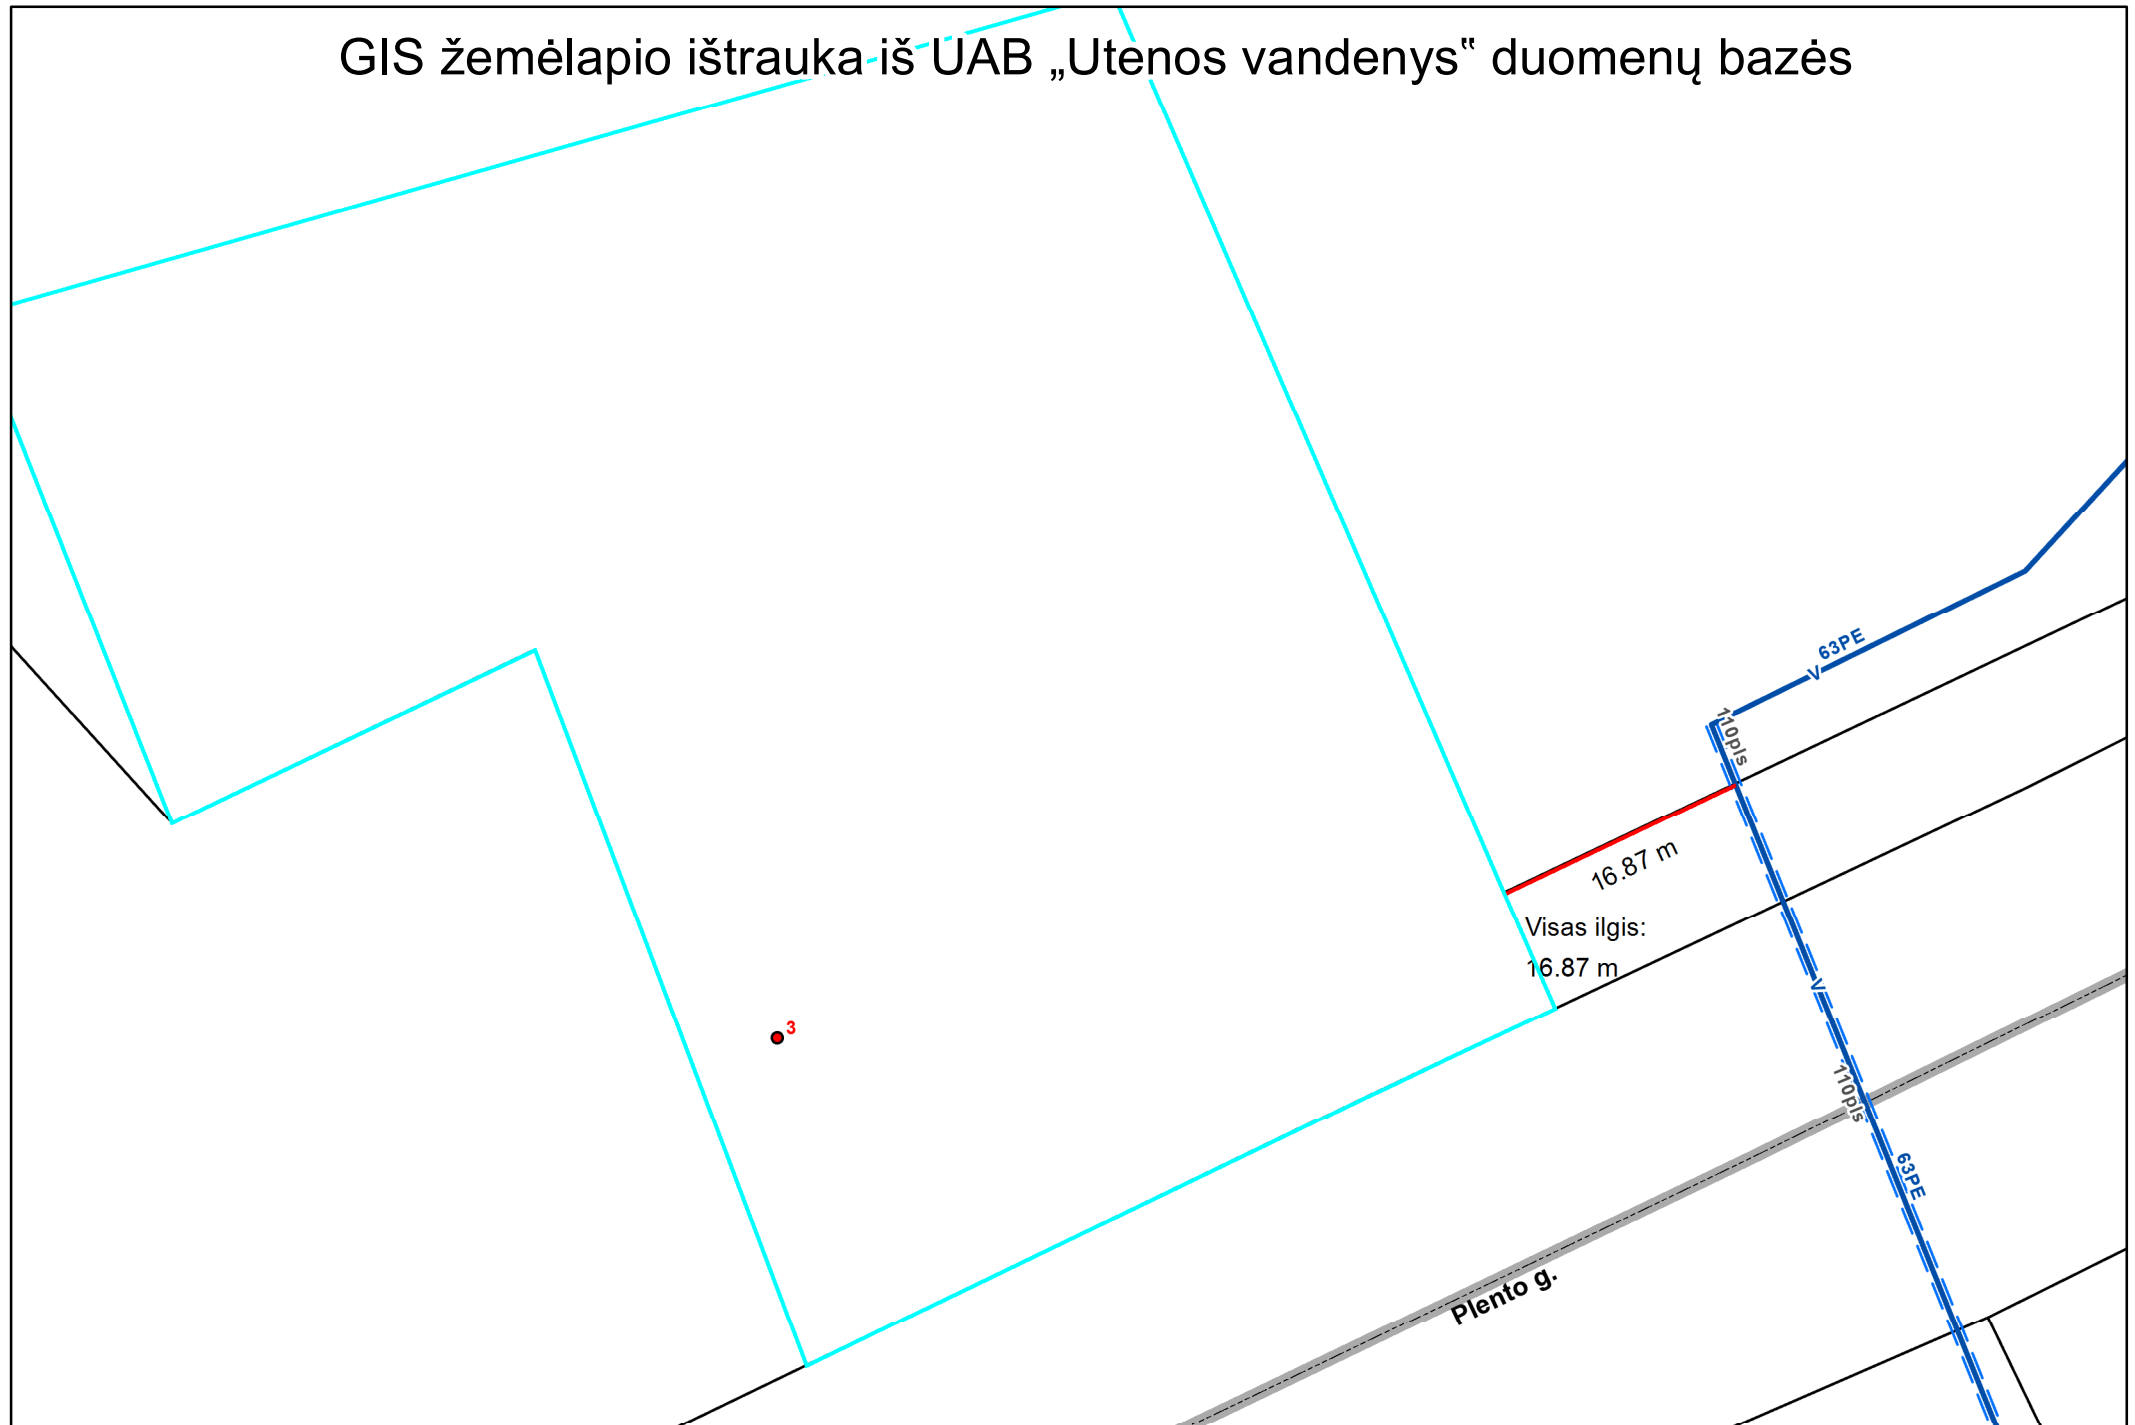 GIS žemėlapio ištrauka iš UAB „Utenos vandenys“ duomenų bazės
63PE
V
110pls
16.87 m
Visas ilgis:
16.87 m
V
3
110pls
63PE
Plento g.